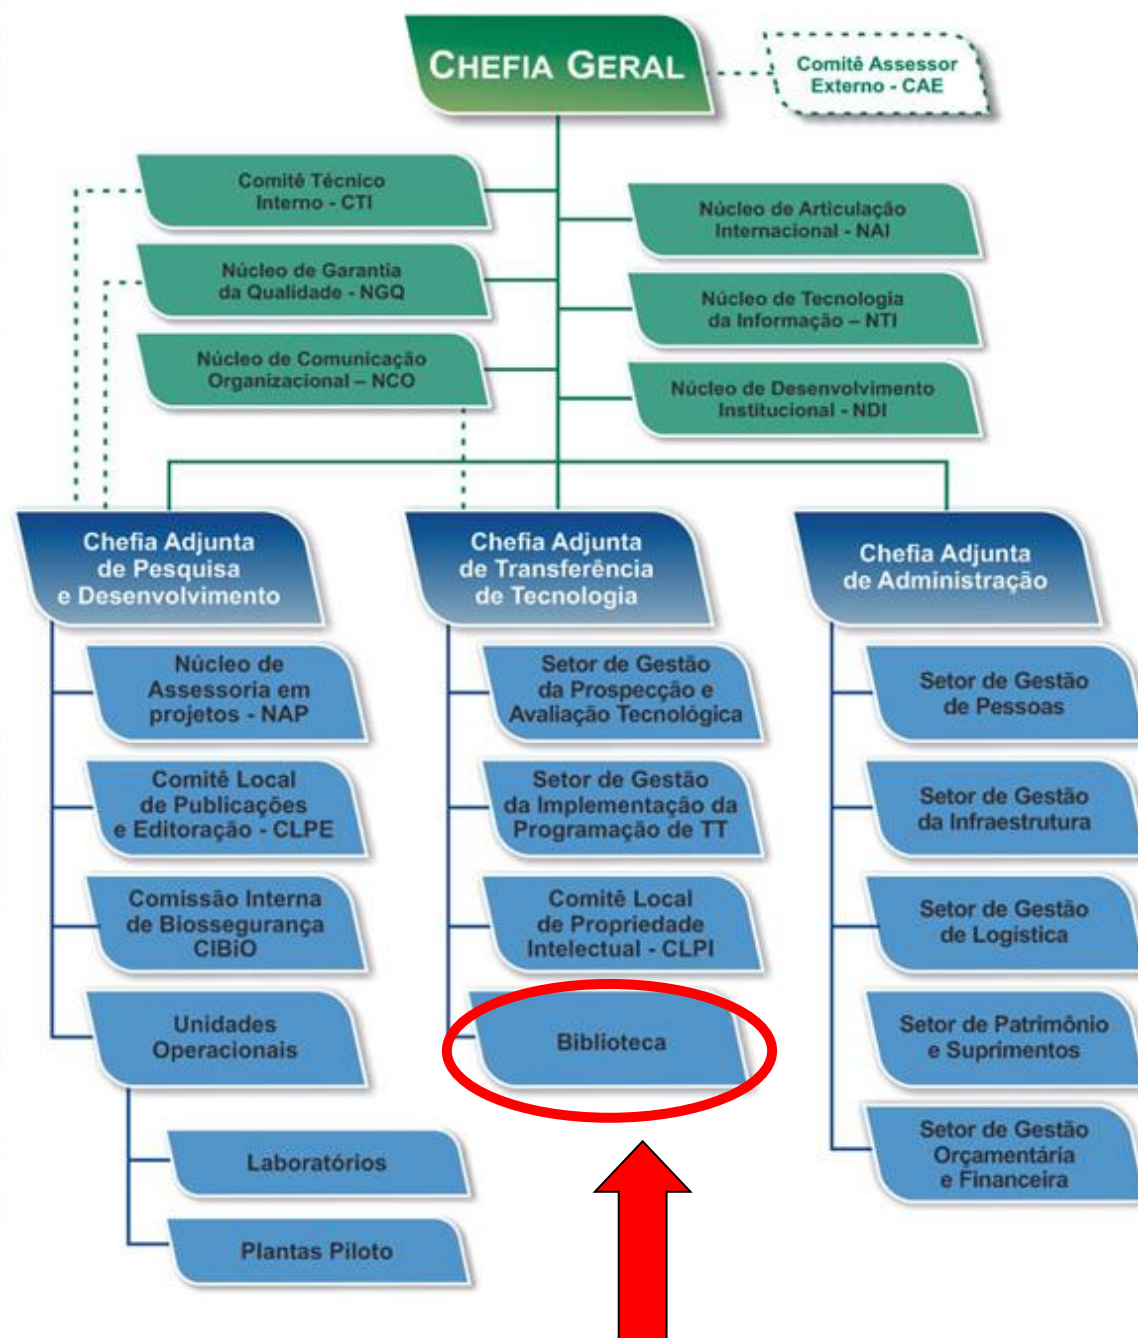 CHEFIA GERAL
Comitê Assessor
Externo - CAE
Comitê Técnico
Interno - CTI
Núcleo de Articulação
Internacional - NAI
Núcleo de Garantia
da Qualidade - NGQ
Núcleo de Tecnologia
da Informação – NTI
Núcleo de Comunicação
Organizacional – NCO
Núcleo de Desenvolvimento
Institucional - NDI
Chefia Adjunta
de Pesquisa
e Desenvolvimento
Núcleo de
Assessoria em
projetos - NAP
Comitê Local
de Publicações
e Editoração - CLPE
Comissão Interna
de Biossegurança
CIBiO
Unidades
Operacionais
Laboratórios
Plantas Piloto
Chefia Adjunta
de Transferência
de Tecnologia
Setor de Gestão
da Prospecção e
Avaliação Tecnológica
Setor de Gestão
da Implementação da
Programação de TT
Comitê Local
de Propriedade
Intelectual - CLPI
Biblioteca
Chefia Adjunta
de Administração
Setor de Gestão
de Pessoas
Setor de Gestão
da Infraestrutura
Setor de Gestão
de Logística
Setor de Patrimônio
e Suprimentos
Setor de Gestão
Orçamentária
e Financeira